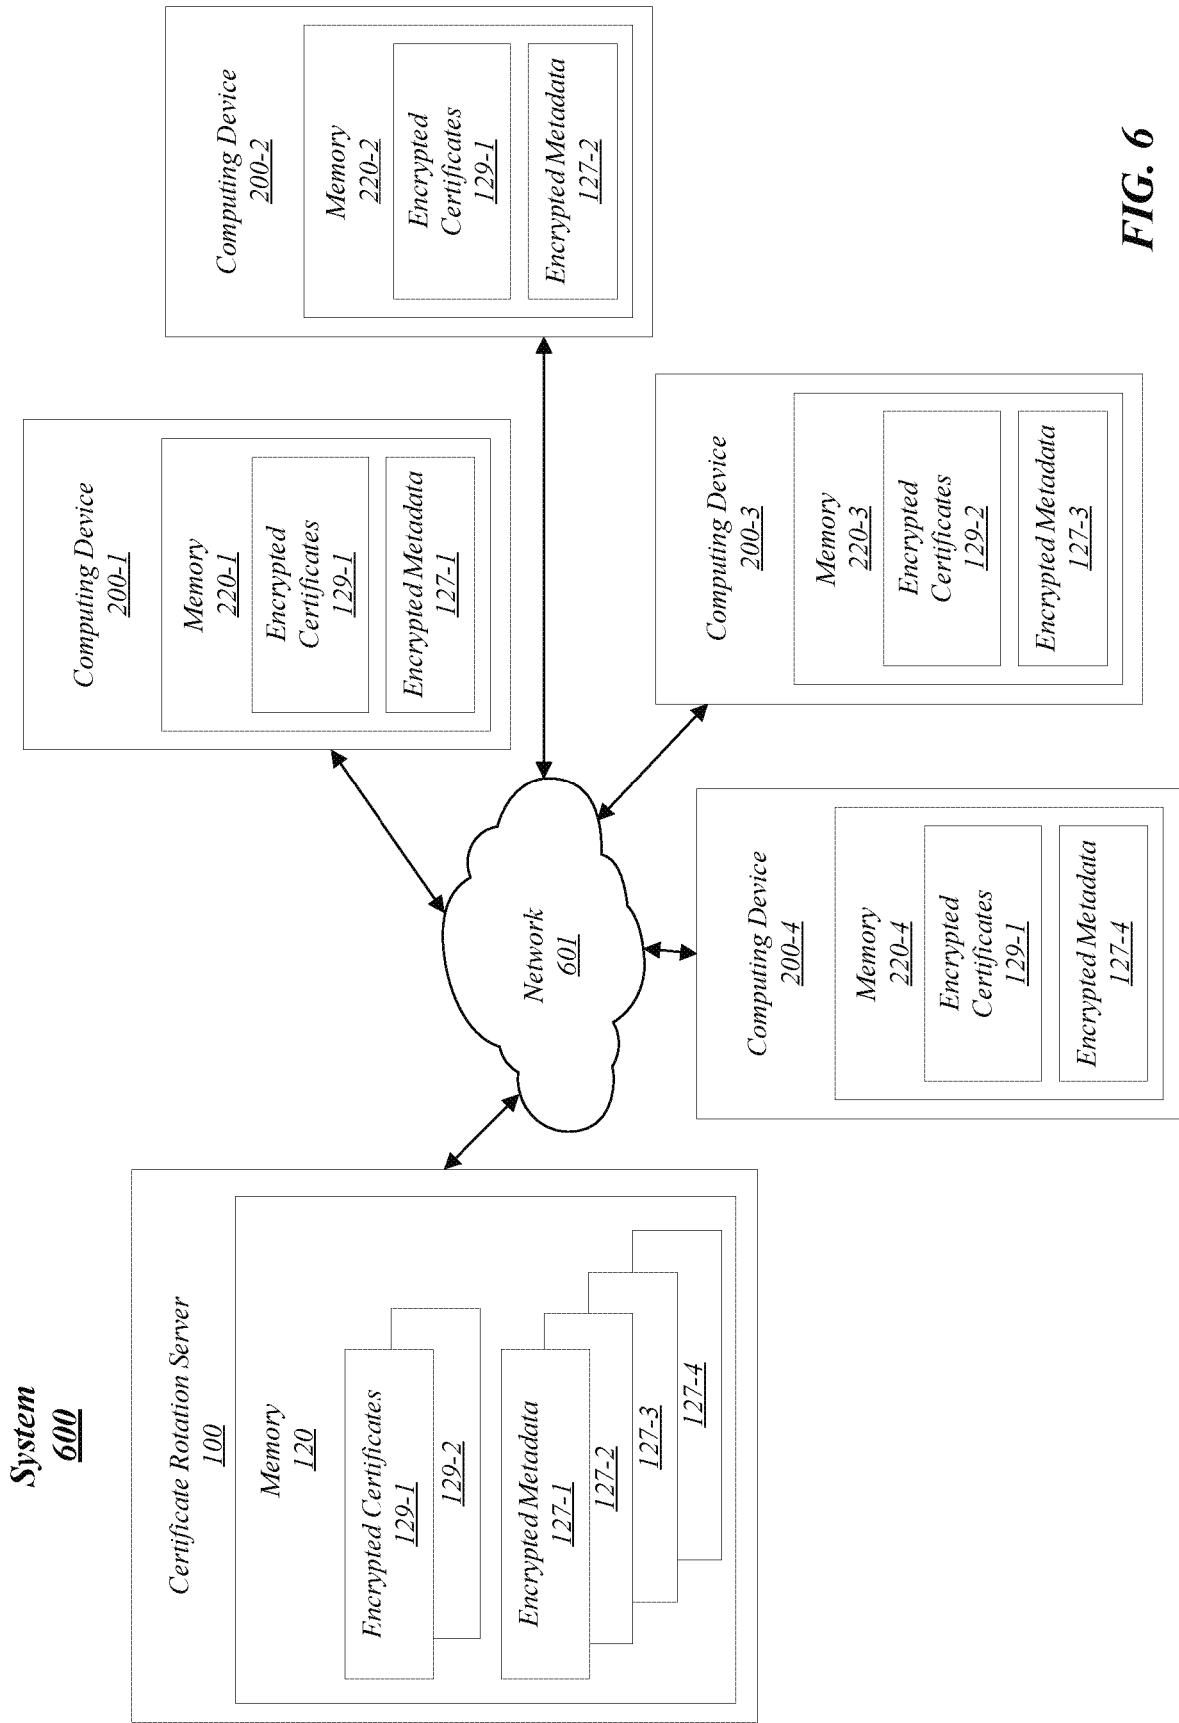 System
600
Certificate Rotation Server
100
Memory
120
Encrypted Certificates
129-1
129-2
Encrypted Metadata
127-1
127-2
127-3
127-4
Network
601
Computing Device
200-1
Memory
220-1
Encrypted
Certificates
129-1
Encrypted Metadata
127-1
Computing Device
200-2
Memory
220-2
Encrypted
Certificates
129-1
Encrypted Metadata
127-2
Computing Device
200-3
Memory
220-3
Encrypted
Certificates
129-2
Encrypted Metadata
127-3
Computing Device
200-4
Memory
220-4
Encrypted
Certificates
129-1
Encrypted Metadata
127-4
FIG. 6